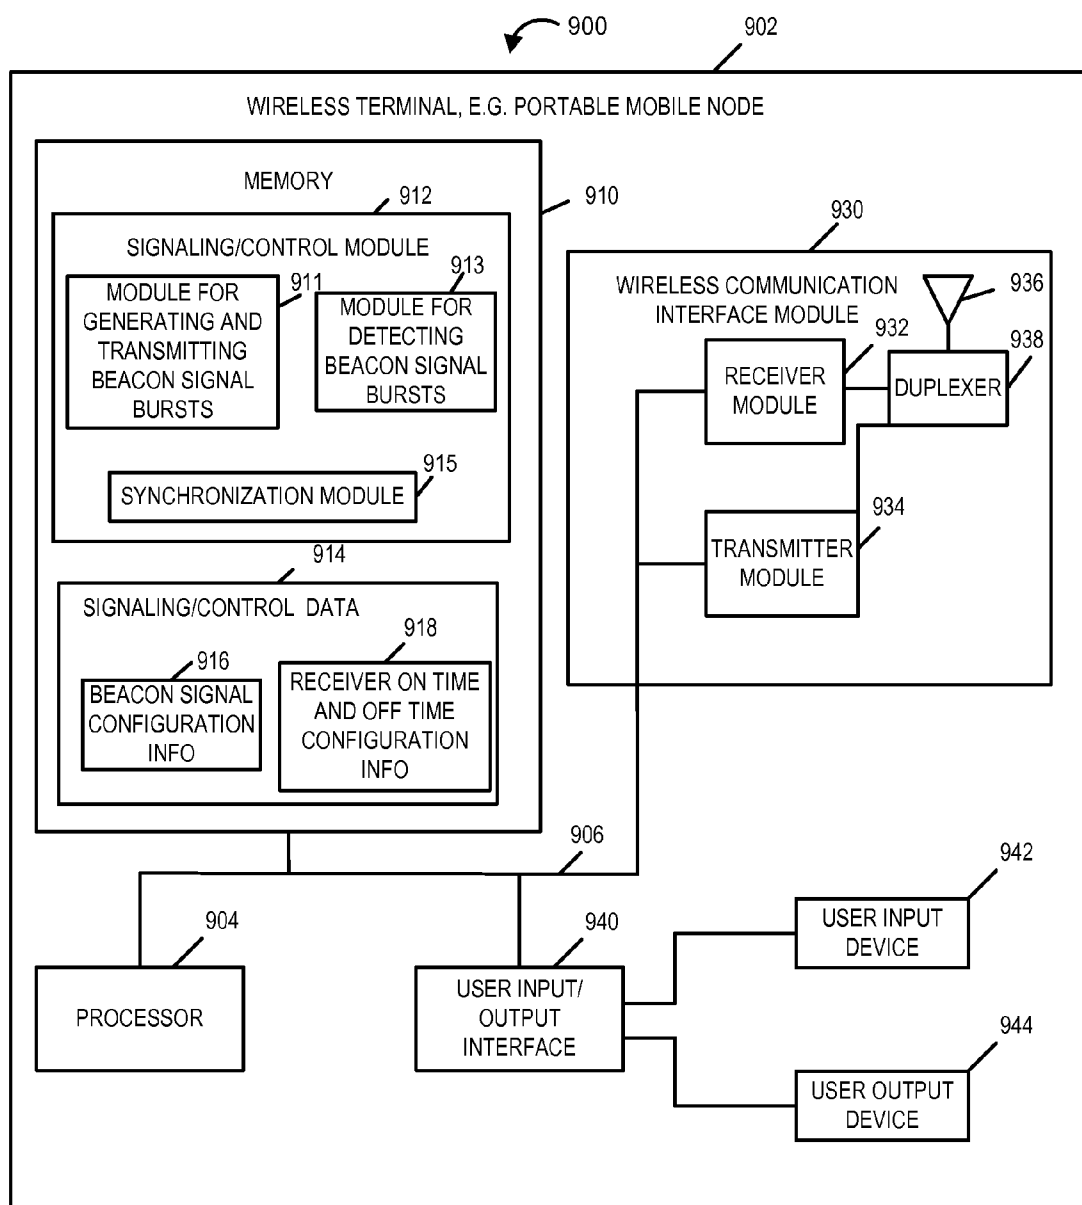 900
902
WIRELESS TERMINAL, E.G. PORTABLE MOBILE NODE
MEMORY
910
912
SIGNALING/CONTROL MODULE
911
MODULE FOR
GENERATING AND
TRANSMITTING
BEACON SIGNAL
BURSTS
913
MODULE FOR
DETECTING
BEACON SIGNAL
BURSTS
915
SYNCHRONIZATION MODULE
914
SIGNALING/CONTROL DATA
916
BEACON SIGNAL
CONFIGURATION
INFO
918
RECEIVER ON TIME
AND OFF TIME
CONFIGURATION
INFO
930
WIRELESS COMMUNICATION
INTERFACE MODULE
936
932
RECEIVER
MODULE
938
DUPLEXER
934
TRANSMITTER
MODULE
906
904
PROCESSOR
940
USER INPUT/
OUTPUT
INTERFACE
942
USER INPUT
DEVICE
944
USER OUTPUT
DEVICE